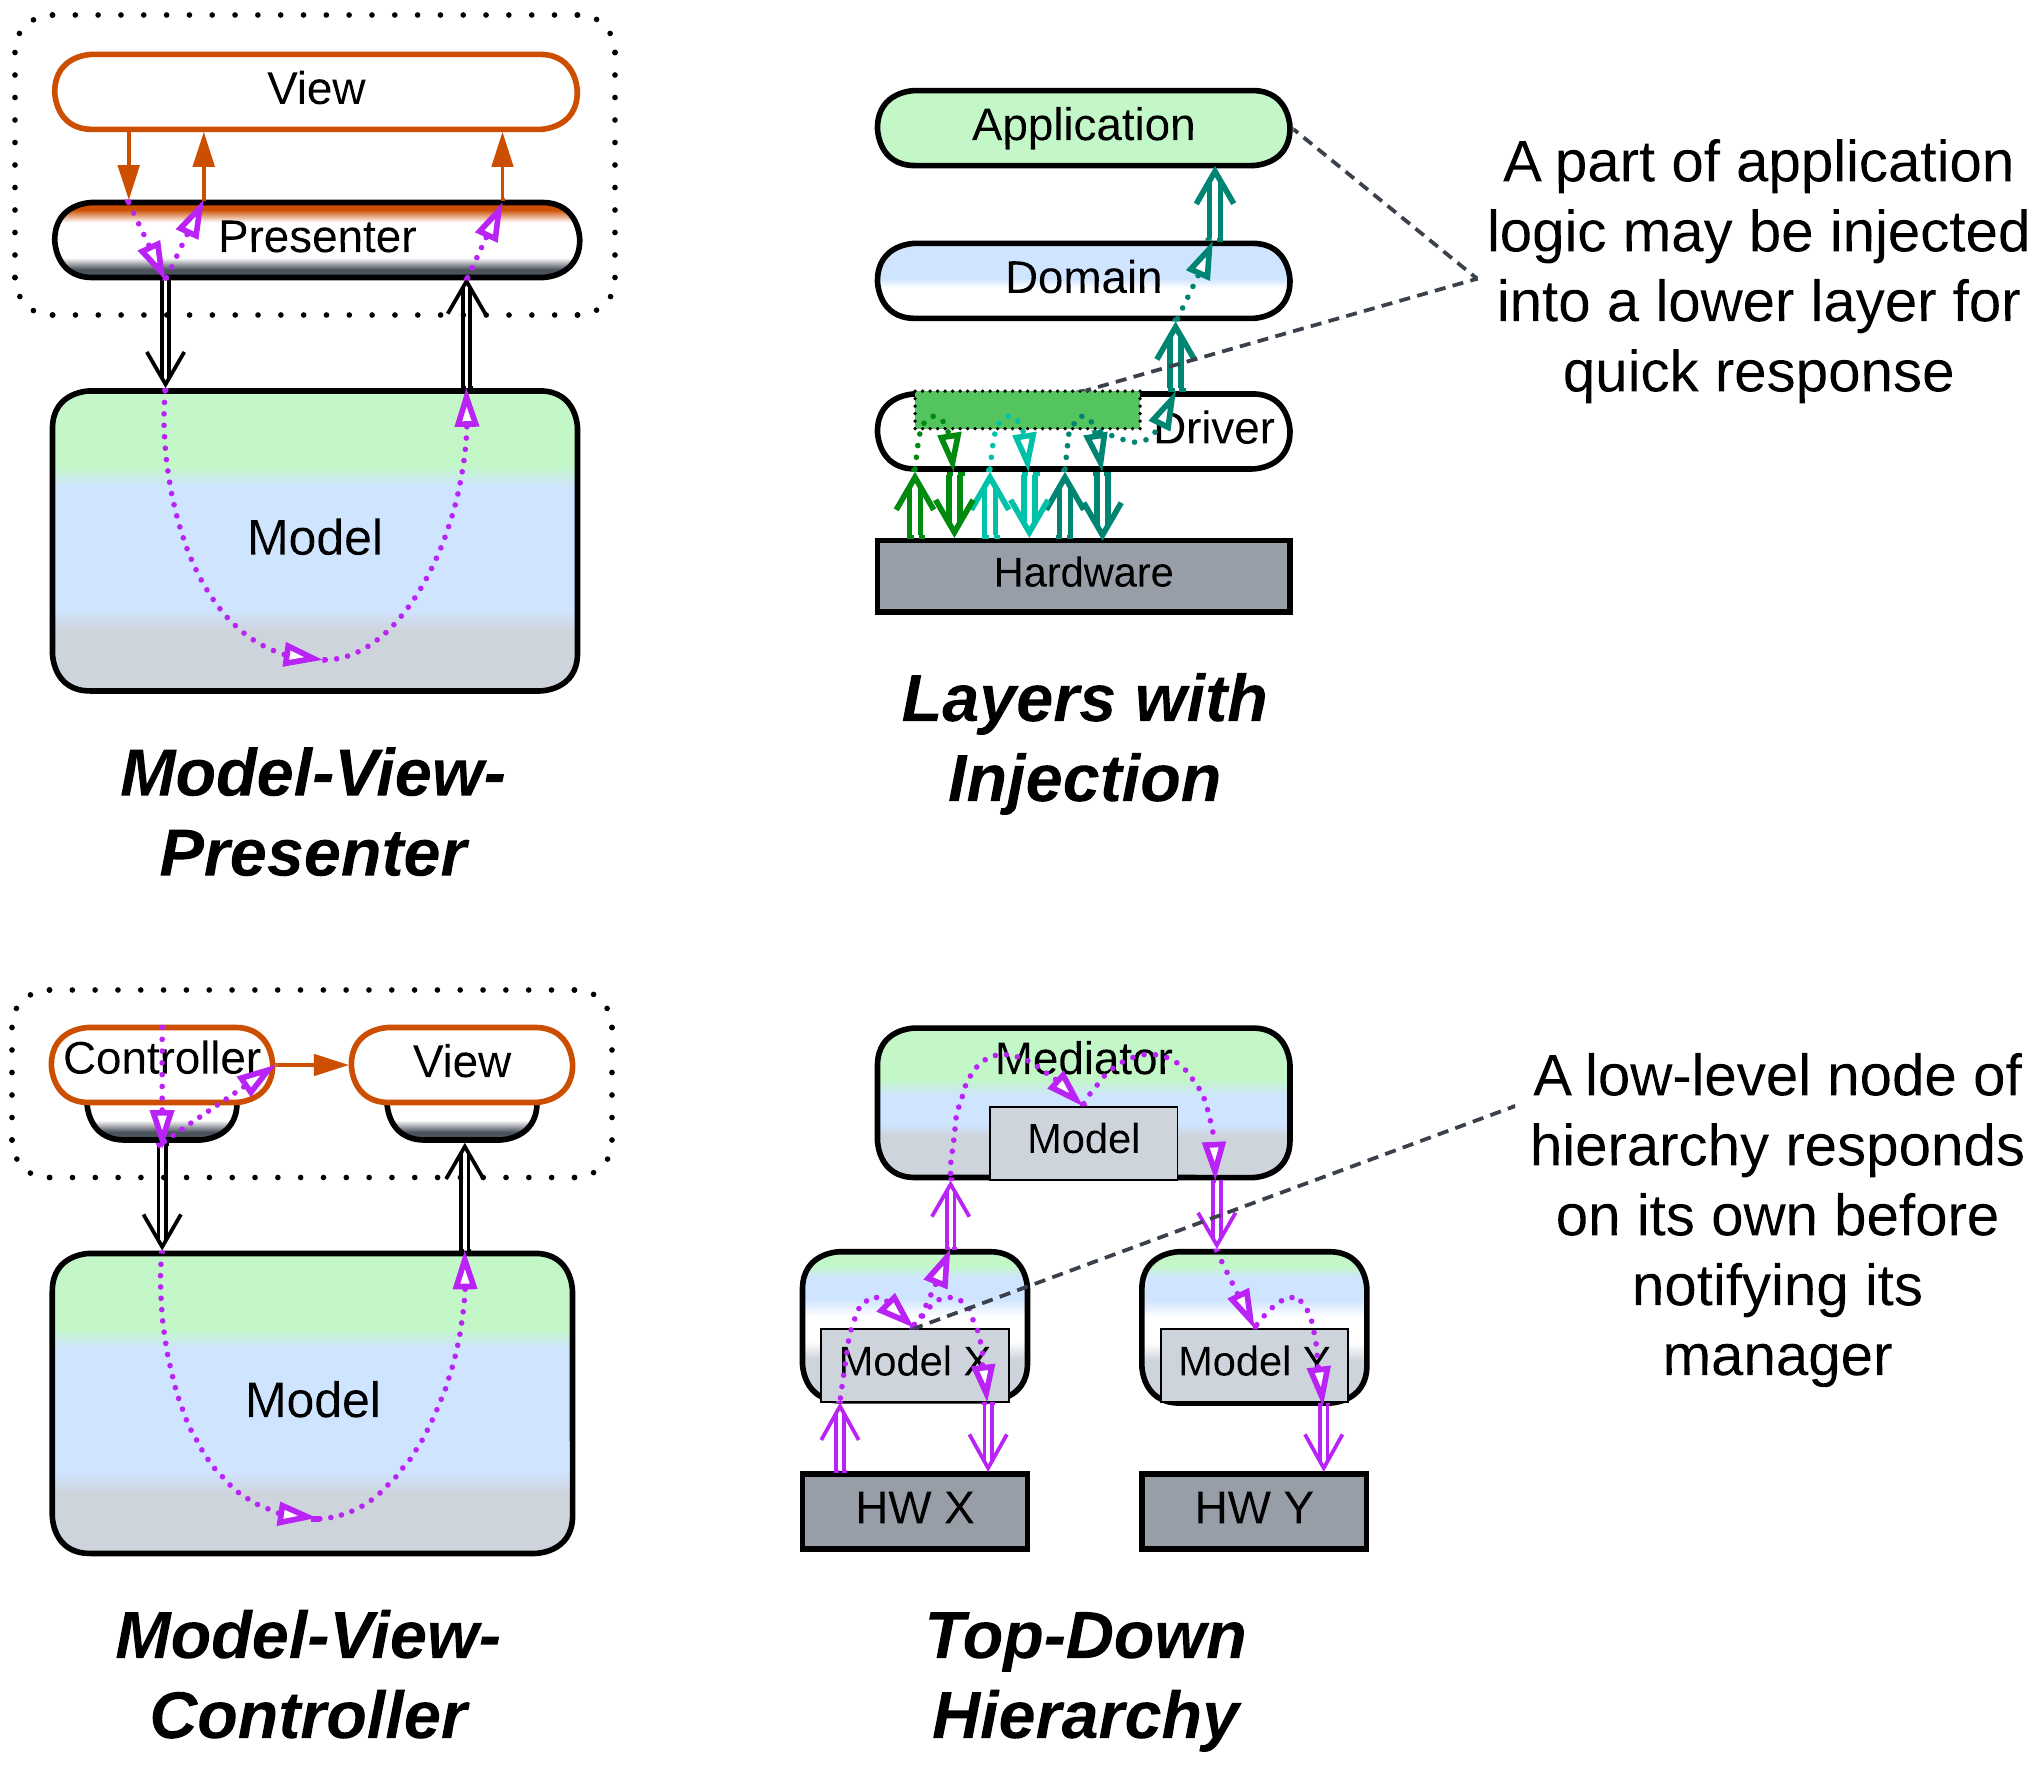 View
Presenter
Model
Model-View-
Presenter
Application
Domain
Driver
Hardware
Layers with
Injection
A part of application
logic may be injected
into a lower layer for
quick response
Controller
View
Model
Model-View-
Controller
Mediator
Model
Model X
Model Y
HW X
HW Y
Top-Down
Hierarchy
A low-level node of
hierarchy responds
on its own before
notifying its
manager